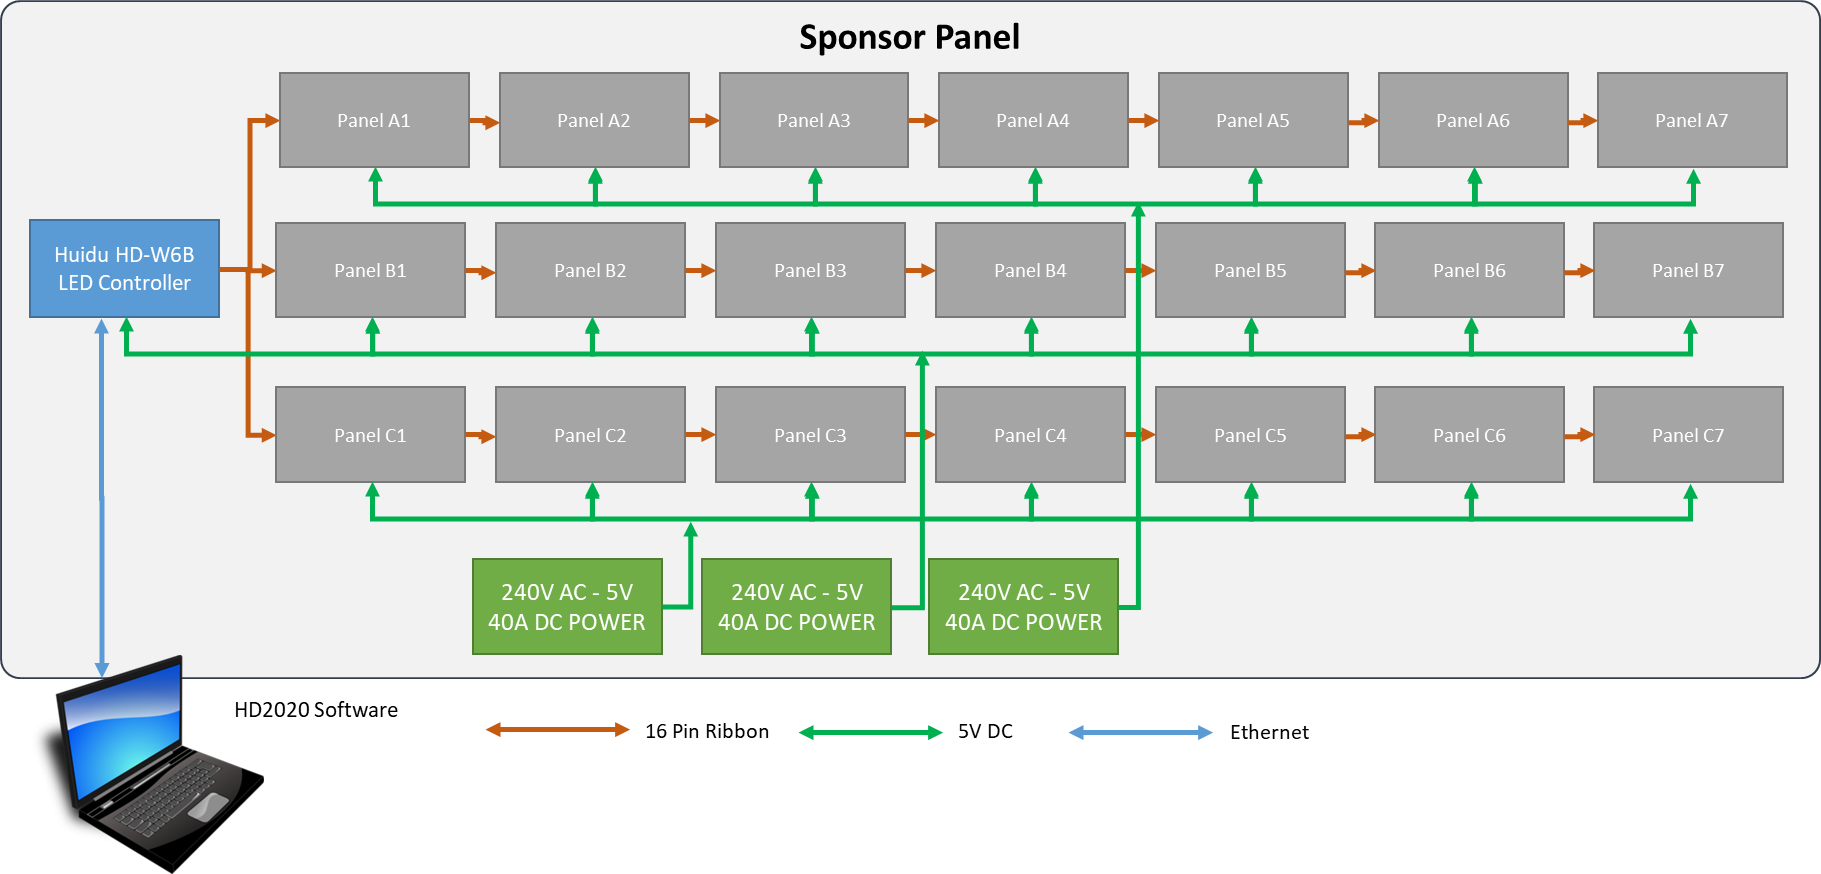 Sponsor Panel
Panel A1
Panel A2
Panel A3
Panel A4
Panel A5
Panel A6
Panel A7
Huidu HD-W6B
LED Controller
Panel B1
Panel B2
Panel B3
Panel B4
Panel B5
Panel B6
Panel B7
Panel C1
Panel C2
Panel C3
Panel C4
Panel C5
Panel C6
Panel C7
240V AC - 5V
40A DC POWER
240V AC - 5V
40A DC POWER
240V AC - 5V
40A DC POWER
HD2020 Software
16 Pin Ribbon
5V DC
Ethernet